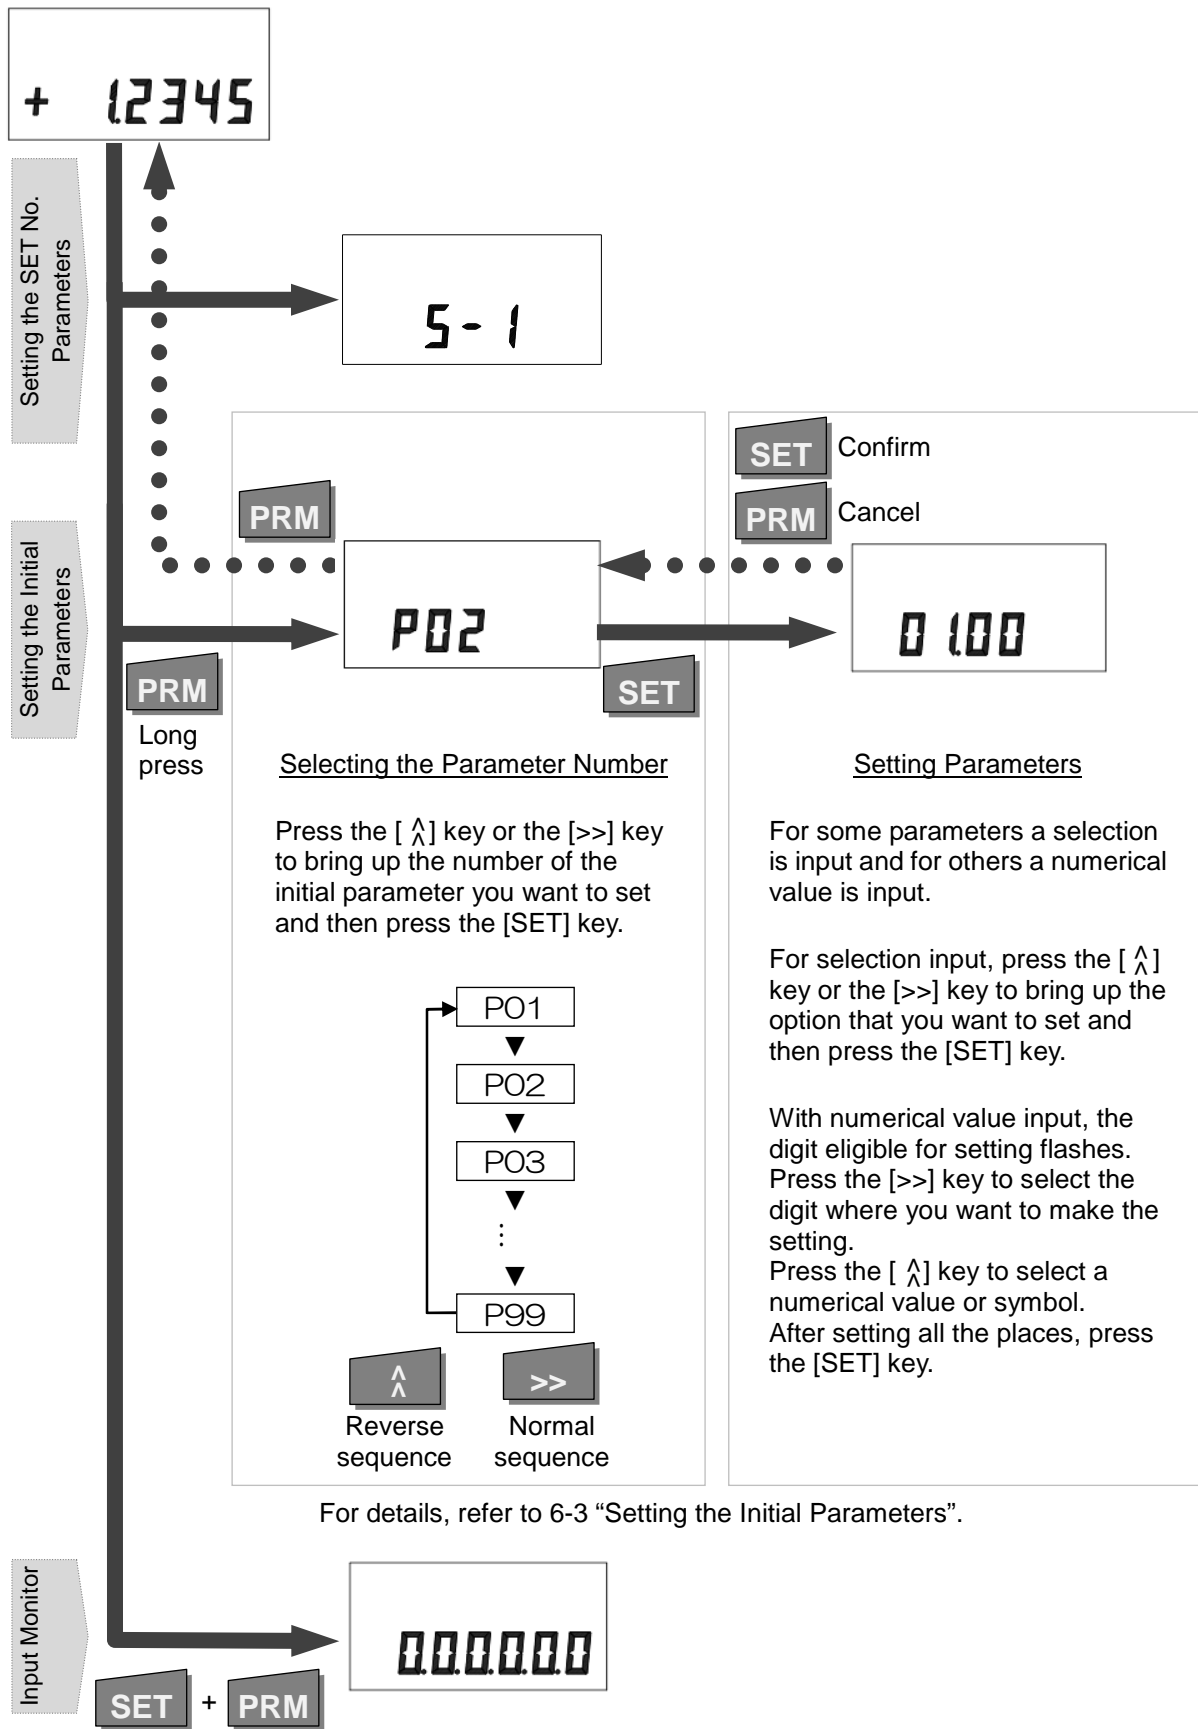 + 1.2345
Setting the SET No.
Parameters
S-1
SET Confirm
PRM Cancel
PRM
Setting the Initial
Parameters
P02
01.00
PRM
SET
Long
press
Selecting the Parameter Number
Press the [ ^^ ] key or the [>>] key
to bring up the number of the
initial parameter you want to set
and then press the [SET] key.
P01
▼
P02
▼
P03
▼
⋮
▼
P99
^^
>>
Reverse
sequence
Normal
sequence
Setting Parameters
For some parameters a selection
is input and for others a numerical
value is input.
For selection input, press the [ ^^ ]
key or the [>>] key to bring up the
option that you want to set and
then press the [SET] key.
With numerical value input, the
digit eligible for setting flashes.
Press the [>>] key to select the
digit where you want to make the
setting.
Press the [ ^^ ] key to select a
numerical value or symbol.
After setting all the places, press
the [SET] key.
For details, refer to 6-3 “Setting the Initial Parameters”.
Input Monitor
0.0.0.0.0.0
SET + PRM